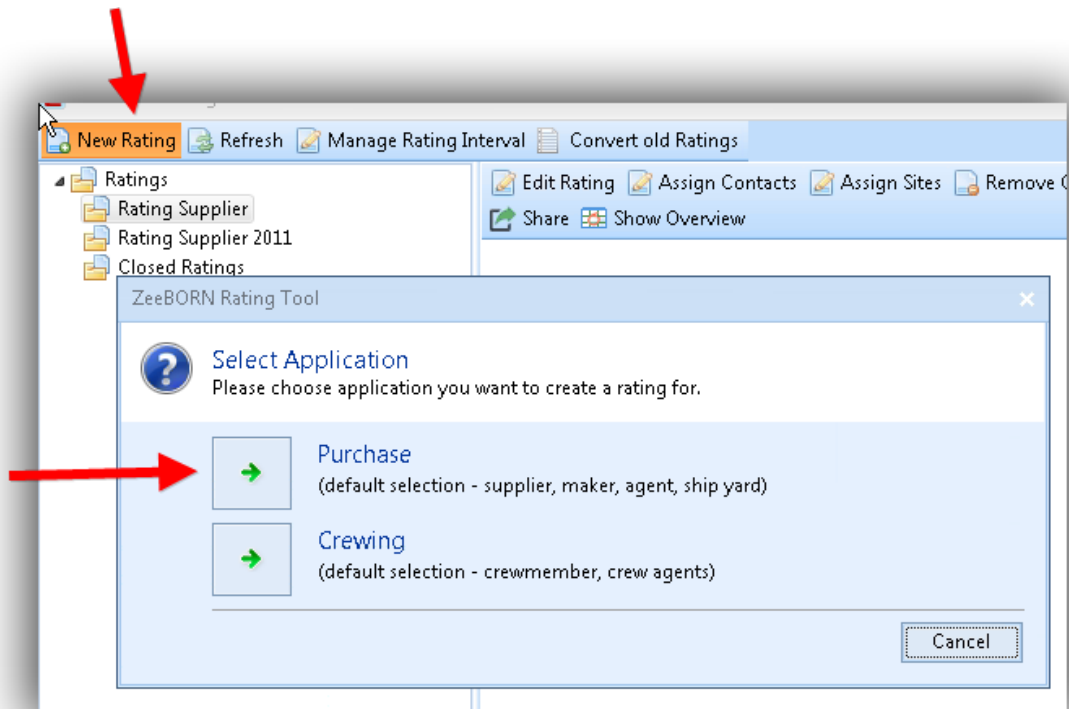 New Rating Refresh Manage Rating Interval Convert old Ratings
Ratings
Rating Supplier
Rating Supplier 2011
Closed Ratings
Edit Rating Assign Contacts Assign Sites Remove
Share Show Overview
ZeeBORN Rating Tool
Select Application
Please choose application you want to create a rating for.
Purchase
(default selection - supplier, maker, agent, ship yard)
Crewing
(default selection - crewmember, crew agents)
Cancel